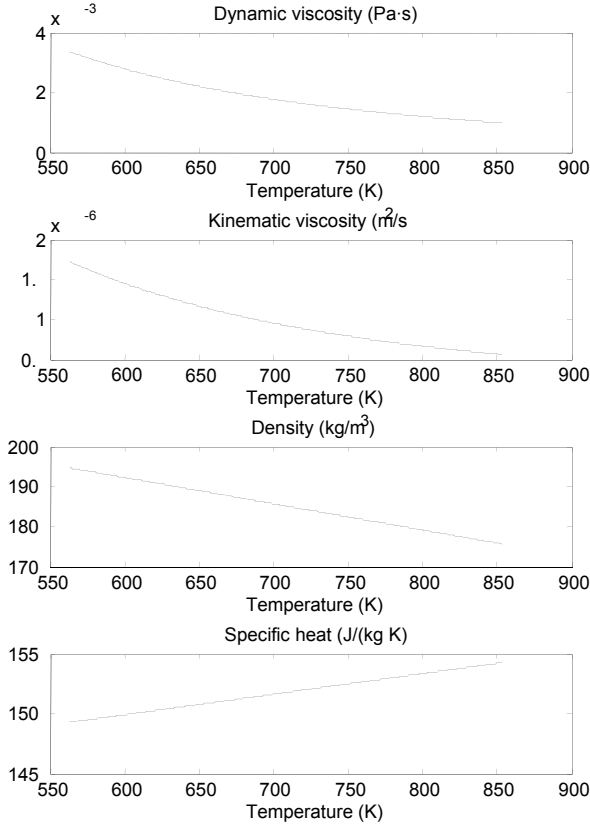 x -3 Dynamic viscosity (Pa·s)
4
2
0
550 600 650 700 750 800 850 900
Temperature (K)
x -6 Kinematic viscosity (m2/s
2
1.
1
0.
550 600 650 700 750 800 850 900
Temperature (K)
Density (kg/m3)
200
190
180
170
550 600 650 700 750 800 850 900
Temperature (K)
Specific heat (J/(kg K)
155
150
145
550 600 650 700 750 800 850 900
Temperature (K)